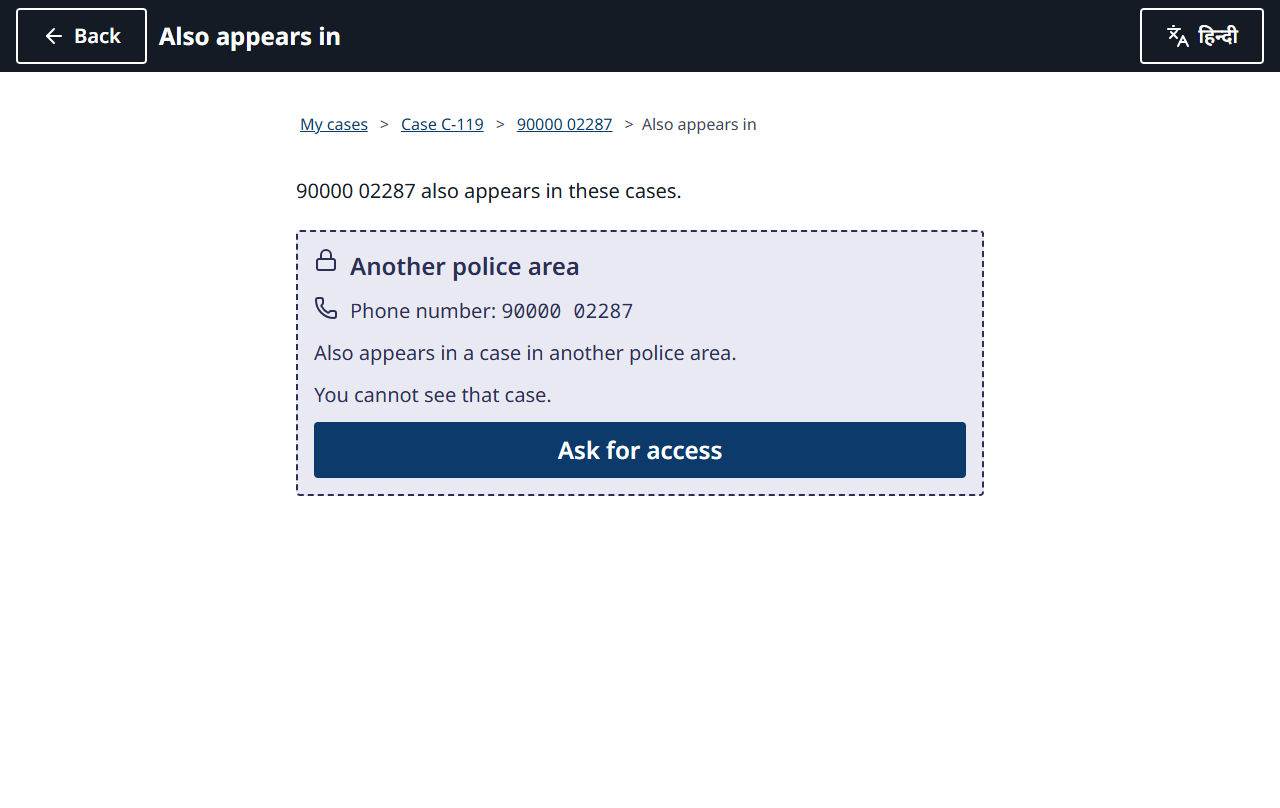 Back
Also appears in
हिन्दी
My cases > Case C-119 > 90000 02287 > Also appears in
90000 02287 also appears in these cases.
Another police area
Phone number: 90000 02287
Also appears in a case in another police area.
You cannot see that case.
Ask for access